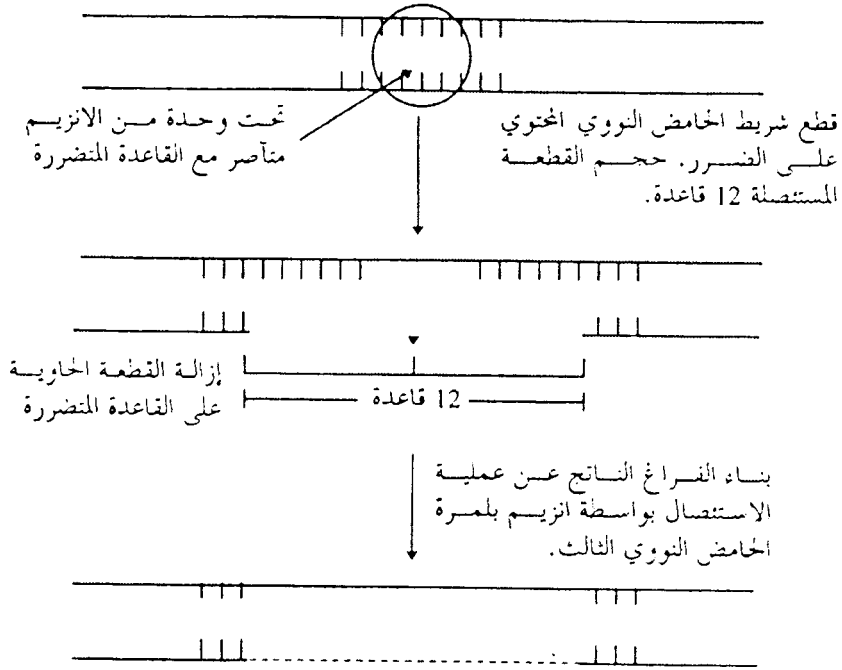 قطع شريط الحامض النووي المحتوي
على الضرر. حجم القطعة
المستئصلة 12 قاعدة.
تحت وحدة من الانزيم
متآصر مع القاعدة المتضررة
إزالة القطعة الحاوية
على القاعدة المتضررة
12 قاعدة
بناء الفراغ الناتج عن عملية
الاستئصال بواسطة انزيم بلمرة
الحامض النووي الثالث.